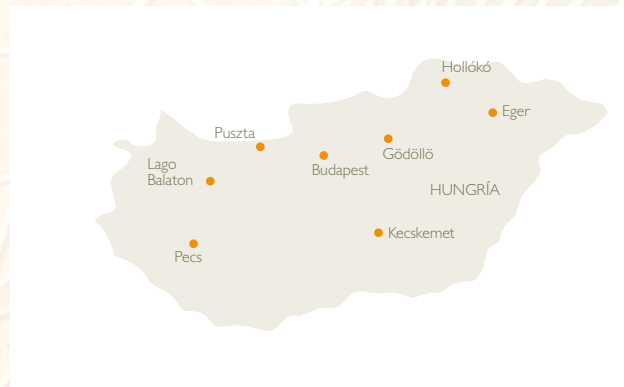 Hollókó
Eger
Puszta
Gödöllö
Lago
Balaton
Budapest
HUNGRÍA
Kecskemet
Pecs